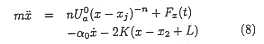 mẍ = nU_a^0(x − x_j)^{−n} + F_x(t)
−α_0ẋ − 2K(x − x_2 + L) (8)